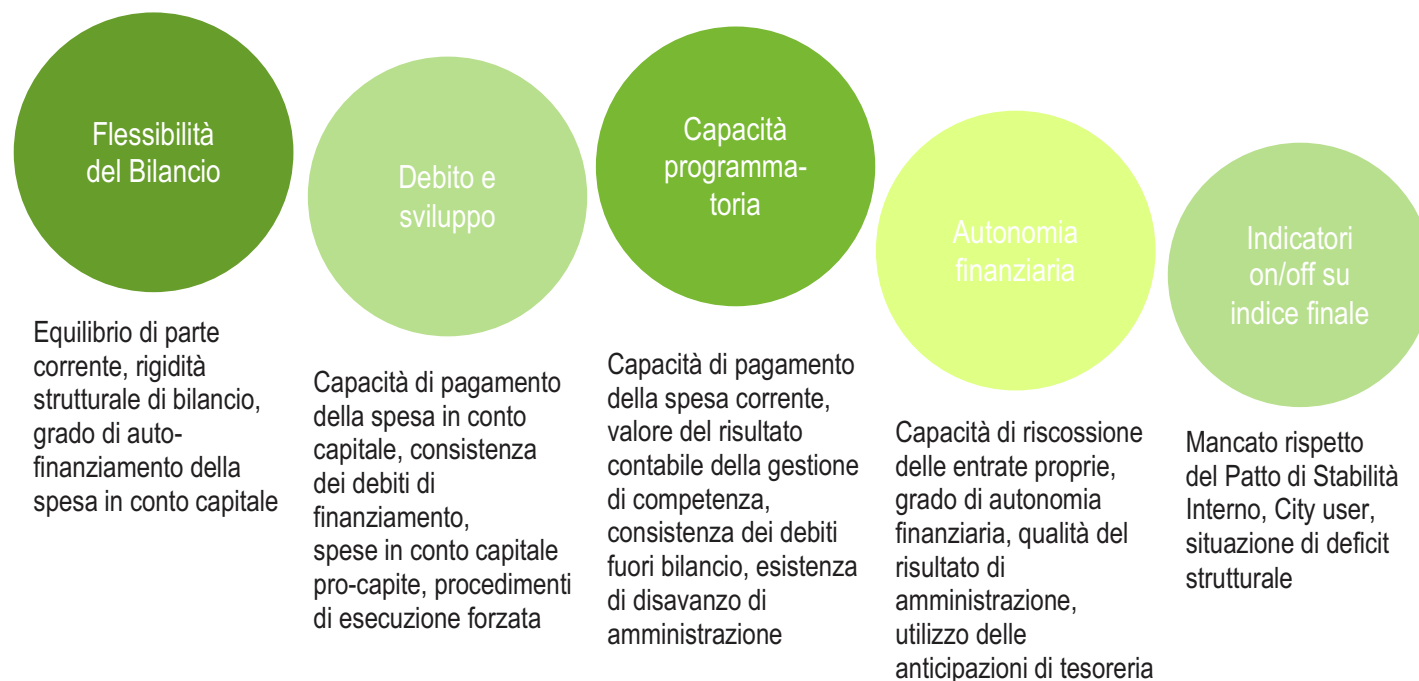 Flessibilità
del Bilancio
Equilibrio di parte
corrente, rigidità
strutturale di bilancio,
grado di auto-
finanziamento della
spesa in conto capitale
Debito e
sviluppo
Capacità di pagamento
della spesa in conto
capitale, consistenza
dei debiti di
finanziamento,
spese in conto capitale
pro-capite, procedimenti
di esecuzione forzata
Capacità
programma-
toria
Capacità di pagamento
della spesa corrente,
valore del risultato
contabile della gestione
di competenza,
consistenza dei debiti
fuori bilancio, esistenza
di disavanzo di
amministrazione
Autonomia
finanziaria
Capacità di riscossione
delle entrate proprie,
grado di autonomia
finanziaria, qualità del
risultato di
amministrazione,
utilizzo delle
anticipazioni di tesoreria
Indicatori
on/off su
indice finale
Mancato rispetto
del Patto di Stabilità
Interno, City user,
situazione di deficit
strutturale